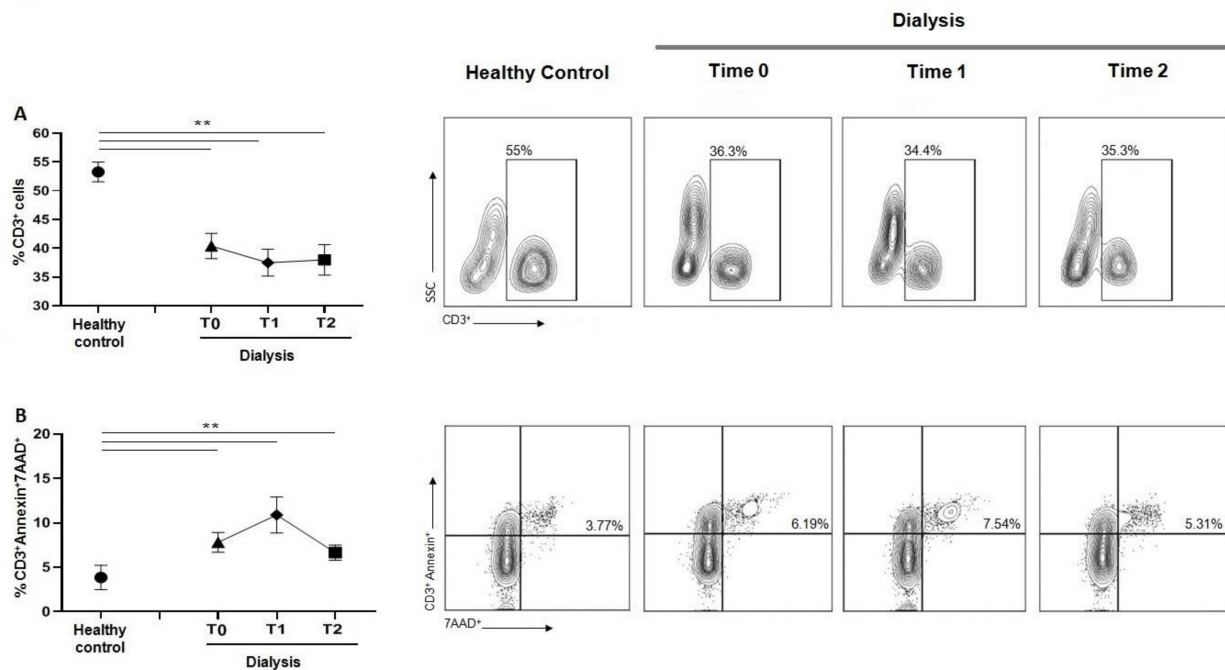 Dialysis
Healthy Control
Time 0
Time 1
Time 2
A
**
60
55
50
45
40
35
30
% CD3⁺ cells
Healthy control
T0
T1
T2
Dialysis
55%
36.3%
34.4%
35.3%
SSC
CD3⁺
B
**
20
15
10
5
0
% CD3⁺Annexin⁺7AAD⁺
Healthy control
T0
T1
T2
Dialysis
3.77%
6.19%
7.54%
5.31%
CD3⁺ Annexin⁺
7AAD⁺